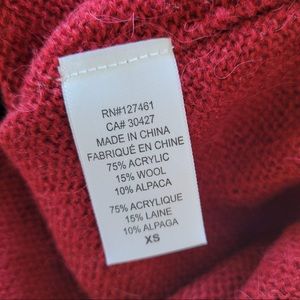 RN#127461
CA# 30427
MADE IN CHINA
FABRIQUÉ EN CHINE
75% ACRYLIC
15% WOOL
10% ALPACA
75% ACRYLIQUE
15% LAINE
10% ALPAGA
XS